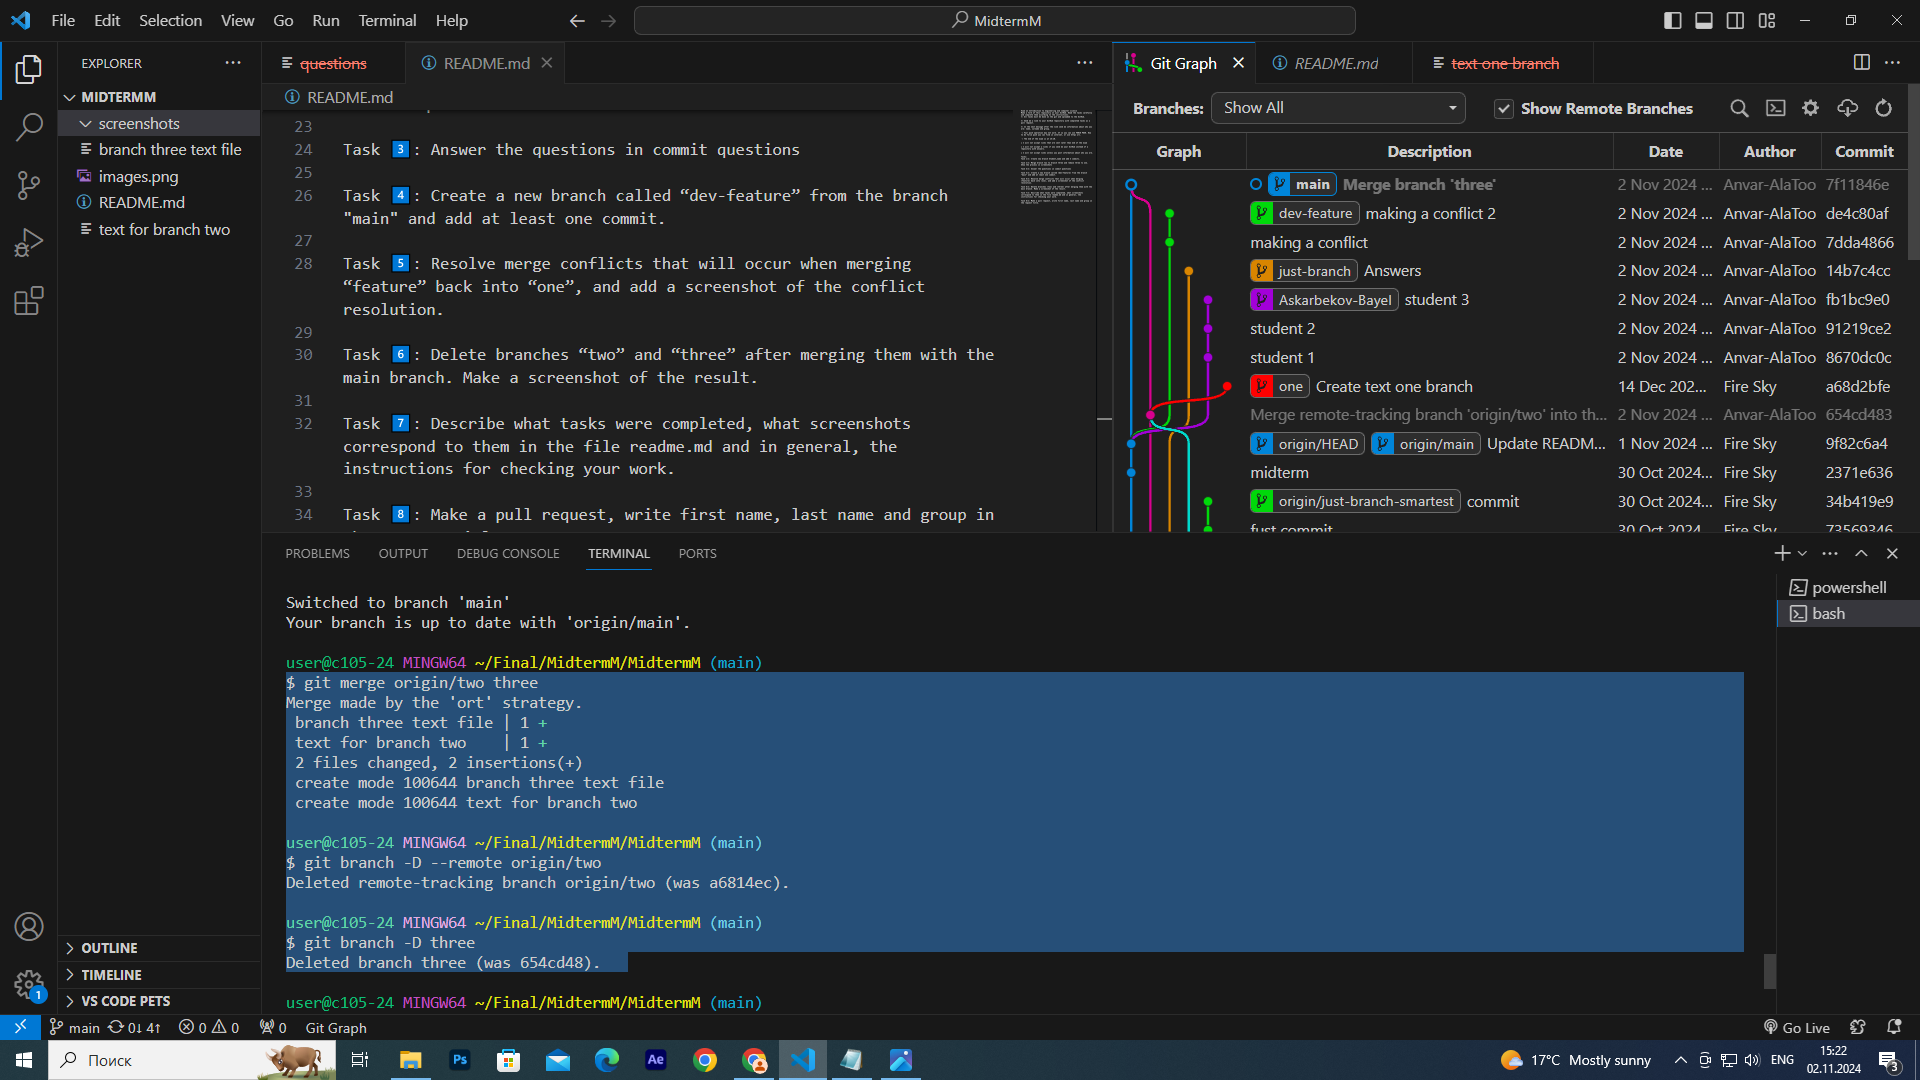 File Edit Selection View Go Run Terminal Help
MidtermM
EXPLORER
MIDTERMM
screenshots
branch three text file
images.png
README.md
text for branch two
OUTLINE
TIMELINE
VS CODE PETS
questions README.md
README.md
23
24 Task 3: Answer the questions in commit questions
25
26 Task 4: Create a new branch called “dev-feature” from the branch
"main" and add at least one commit.
27
28 Task 5: Resolve merge conflicts that will occur when merging
“feature” back into “one”, and add a screenshot of the conflict
resolution.
29
30 Task 6: Delete branches “two” and “three” after merging them with the
main branch. Make a screenshot of the result.
31
32 Task 7: Describe what tasks were completed, what screenshots
correspond to them in the file readme.md and in general, the
instructions for checking your work.
33
34 Task 8: Make a pull request, write first name, last name and group in
Git Graph README.md text one branch
Branches: Show All Show Remote Branches
Graph Description Date Author Commit
main Merge branch 'three' 2 Nov 2024 ... Anvar-AlaToo 7f11846e
dev-feature making a conflict 2 2 Nov 2024 ... Anvar-AlaToo de4c80af
making a conflict 2 Nov 2024 ... Anvar-AlaToo 7dda4866
just-branch Answers 2 Nov 2024 ... Anvar-AlaToo 14b7c4cc
Askarbekov-Bayel student 3 2 Nov 2024 ... Anvar-AlaToo fb1bc9e0
student 2 2 Nov 2024 ... Anvar-AlaToo 91219ce2
student 1 2 Nov 2024 ... Anvar-AlaToo 8670dc0c
one Create text one branch 14 Dec 202... Fire Sky a68d2bfe
Merge remote-tracking branch 'origin/two' into th... 2 Nov 2024 ... Anvar-AlaToo 654cd483
origin/HEAD origin/main Update READM... 1 Nov 2024 ... Fire Sky 9f82c6a4
midterm 30 Oct 2024... Fire Sky 2371e636
origin/just-branch-smartest commit 30 Oct 2024... Fire Sky 34b419e9
fust commit 30 Oct 2024... Fire Sky 73569346
PROBLEMS OUTPUT DEBUG CONSOLE TERMINAL PORTS
powershell
bash
Switched to branch 'main'
Your branch is up to date with 'origin/main'.
user@c105-24 MINGW64 ~/Final/MidtermM/MidtermM (main)
$ git merge origin/two three
Merge made by the 'ort' strategy.
branch three text file | 1 +
text for branch two | 1 +
2 files changed, 2 insertions(+)
create mode 100644 branch three text file
create mode 100644 text for branch two
user@c105-24 MINGW64 ~/Final/MidtermM/MidtermM (main)
$ git branch -D --remote origin/two
Deleted remote-tracking branch origin/two (was a6814ec).
user@c105-24 MINGW64 ~/Final/MidtermM/MidtermM (main)
$ git branch -D three
Deleted branch three (was 654cd48).
user@c105-24 MINGW64 ~/Final/MidtermM/MidtermM (main)
1
main 0↓ 4↑ 0 0 0 Git Graph Go Live
Поиск Ps Ae 17°C Mostly sunny ENG 15:22
02.11.2024 3